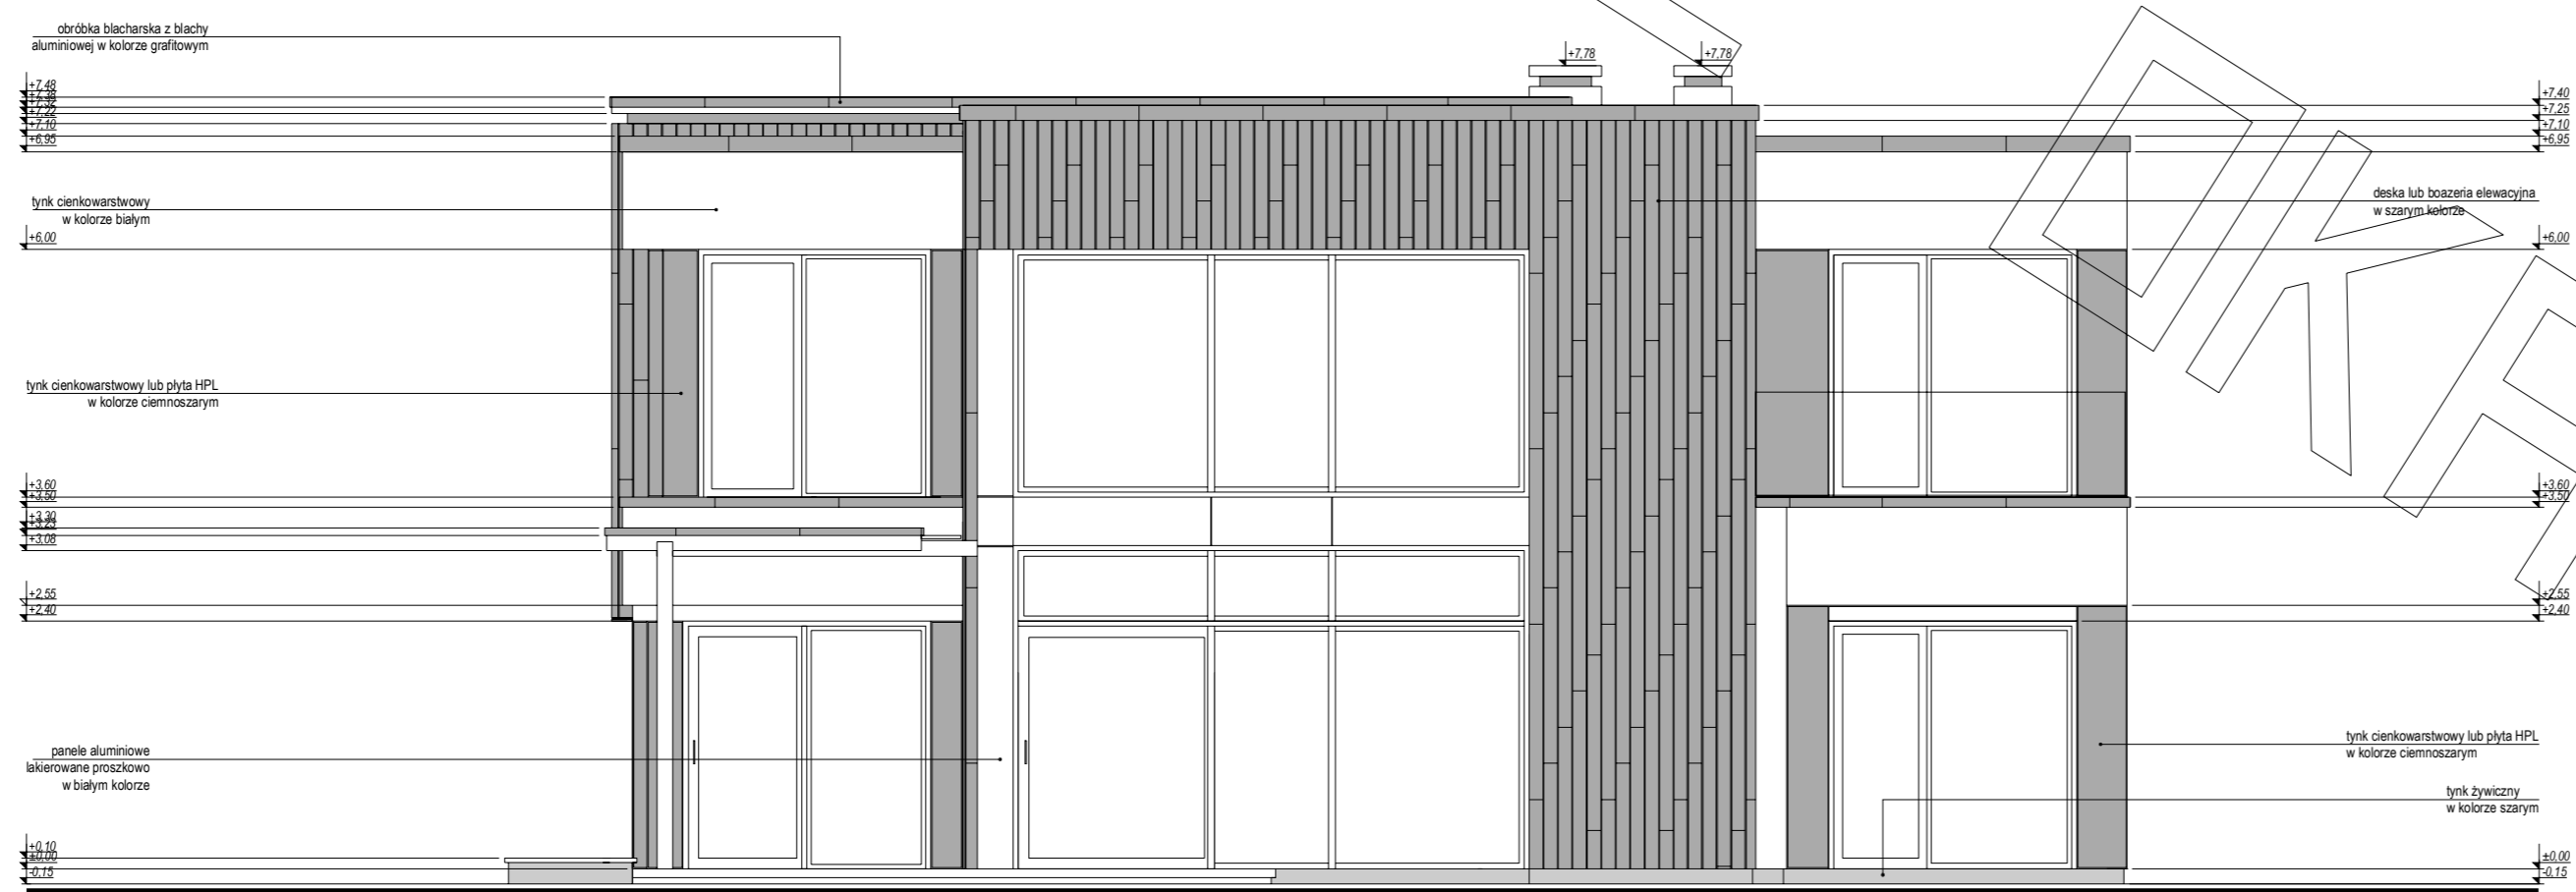 obróbka blacharska z blachy
aluminiowej w kolorze grafitowym
+7,78
+7,78
+7,48
+7,38
+7,32
+7,22
+7,10
+6,95
tynk cienkowarstwowy
w kolorze białym
+6,00
tynk cienkowarstwowy lub płyta HPL
w kolorze ciemnoszarym
+3,60
+3,50
+3,30
+3,23
+3,08
+2,55
+2,40
panele aluminiowe
lakierowane proszkowo
w białym kolorze
+0,10
±0,00
-0,15
+7,40
+7,25
+7,10
+6,95
deska lub boazeria elewacyjna
w szarym kolorze
+6,00
+3,60
+3,50
+2,55
+2,40
tynk cienkowarstwowy lub płyta HPL
w kolorze ciemnoszarym
tynk żywiczny
w kolorze szarym
±0,00
-0,15